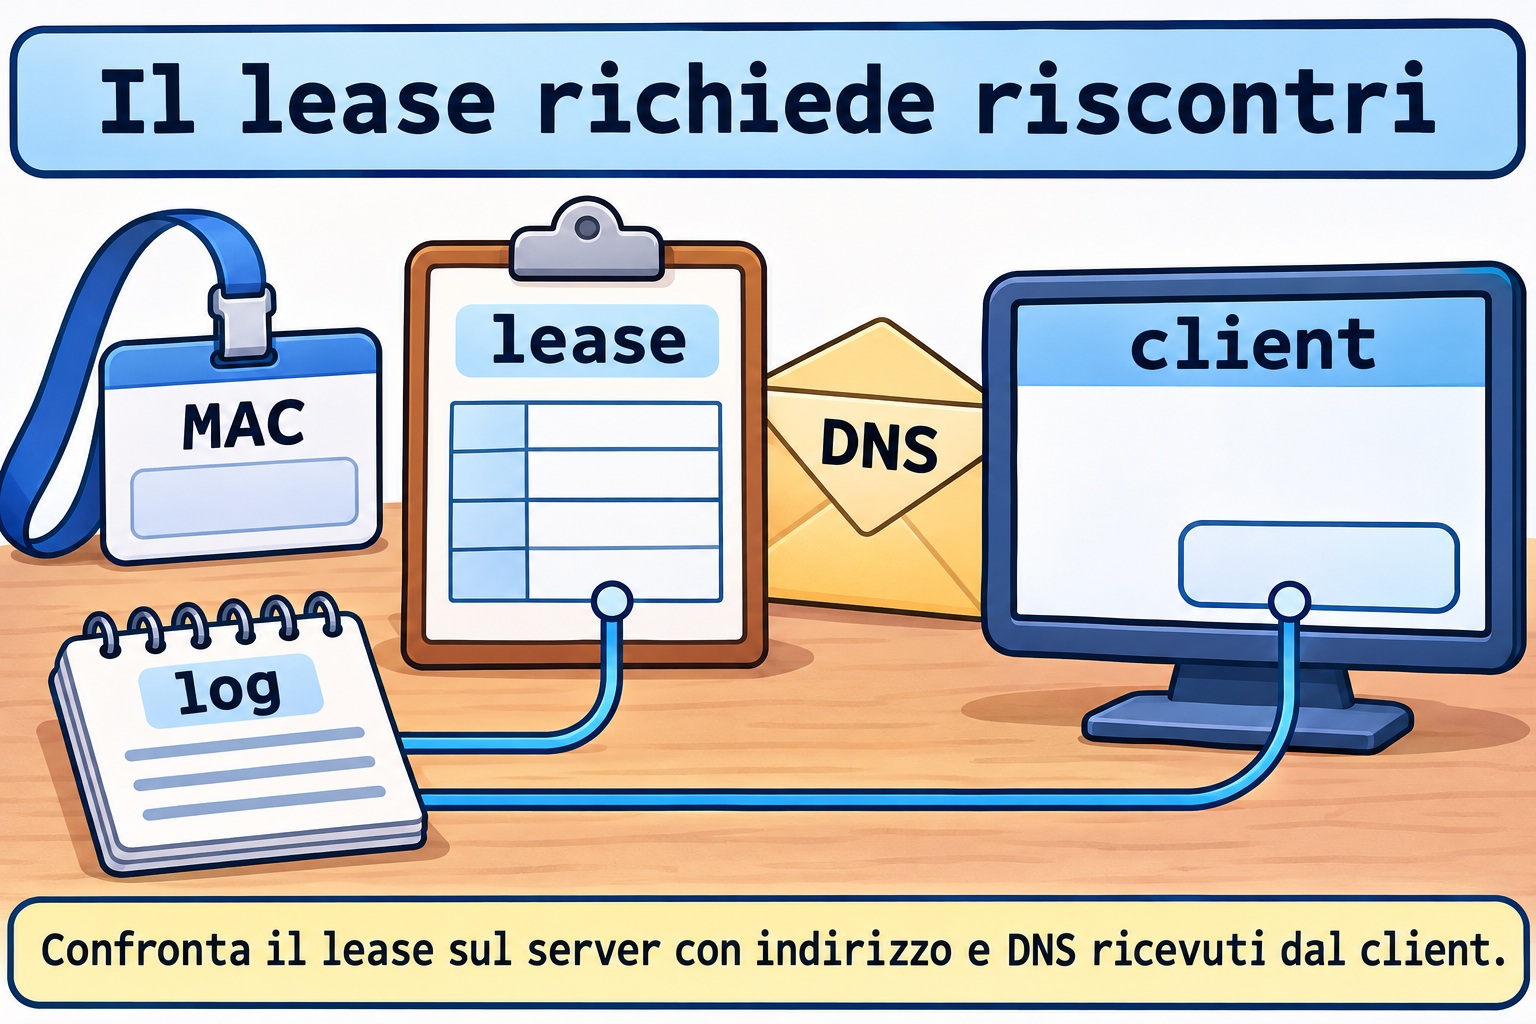 Il lease richiede riscontri
MAC
lease
DNS
client
log
Confronta il lease sul server con indirizzo e DNS ricevuti dal client.